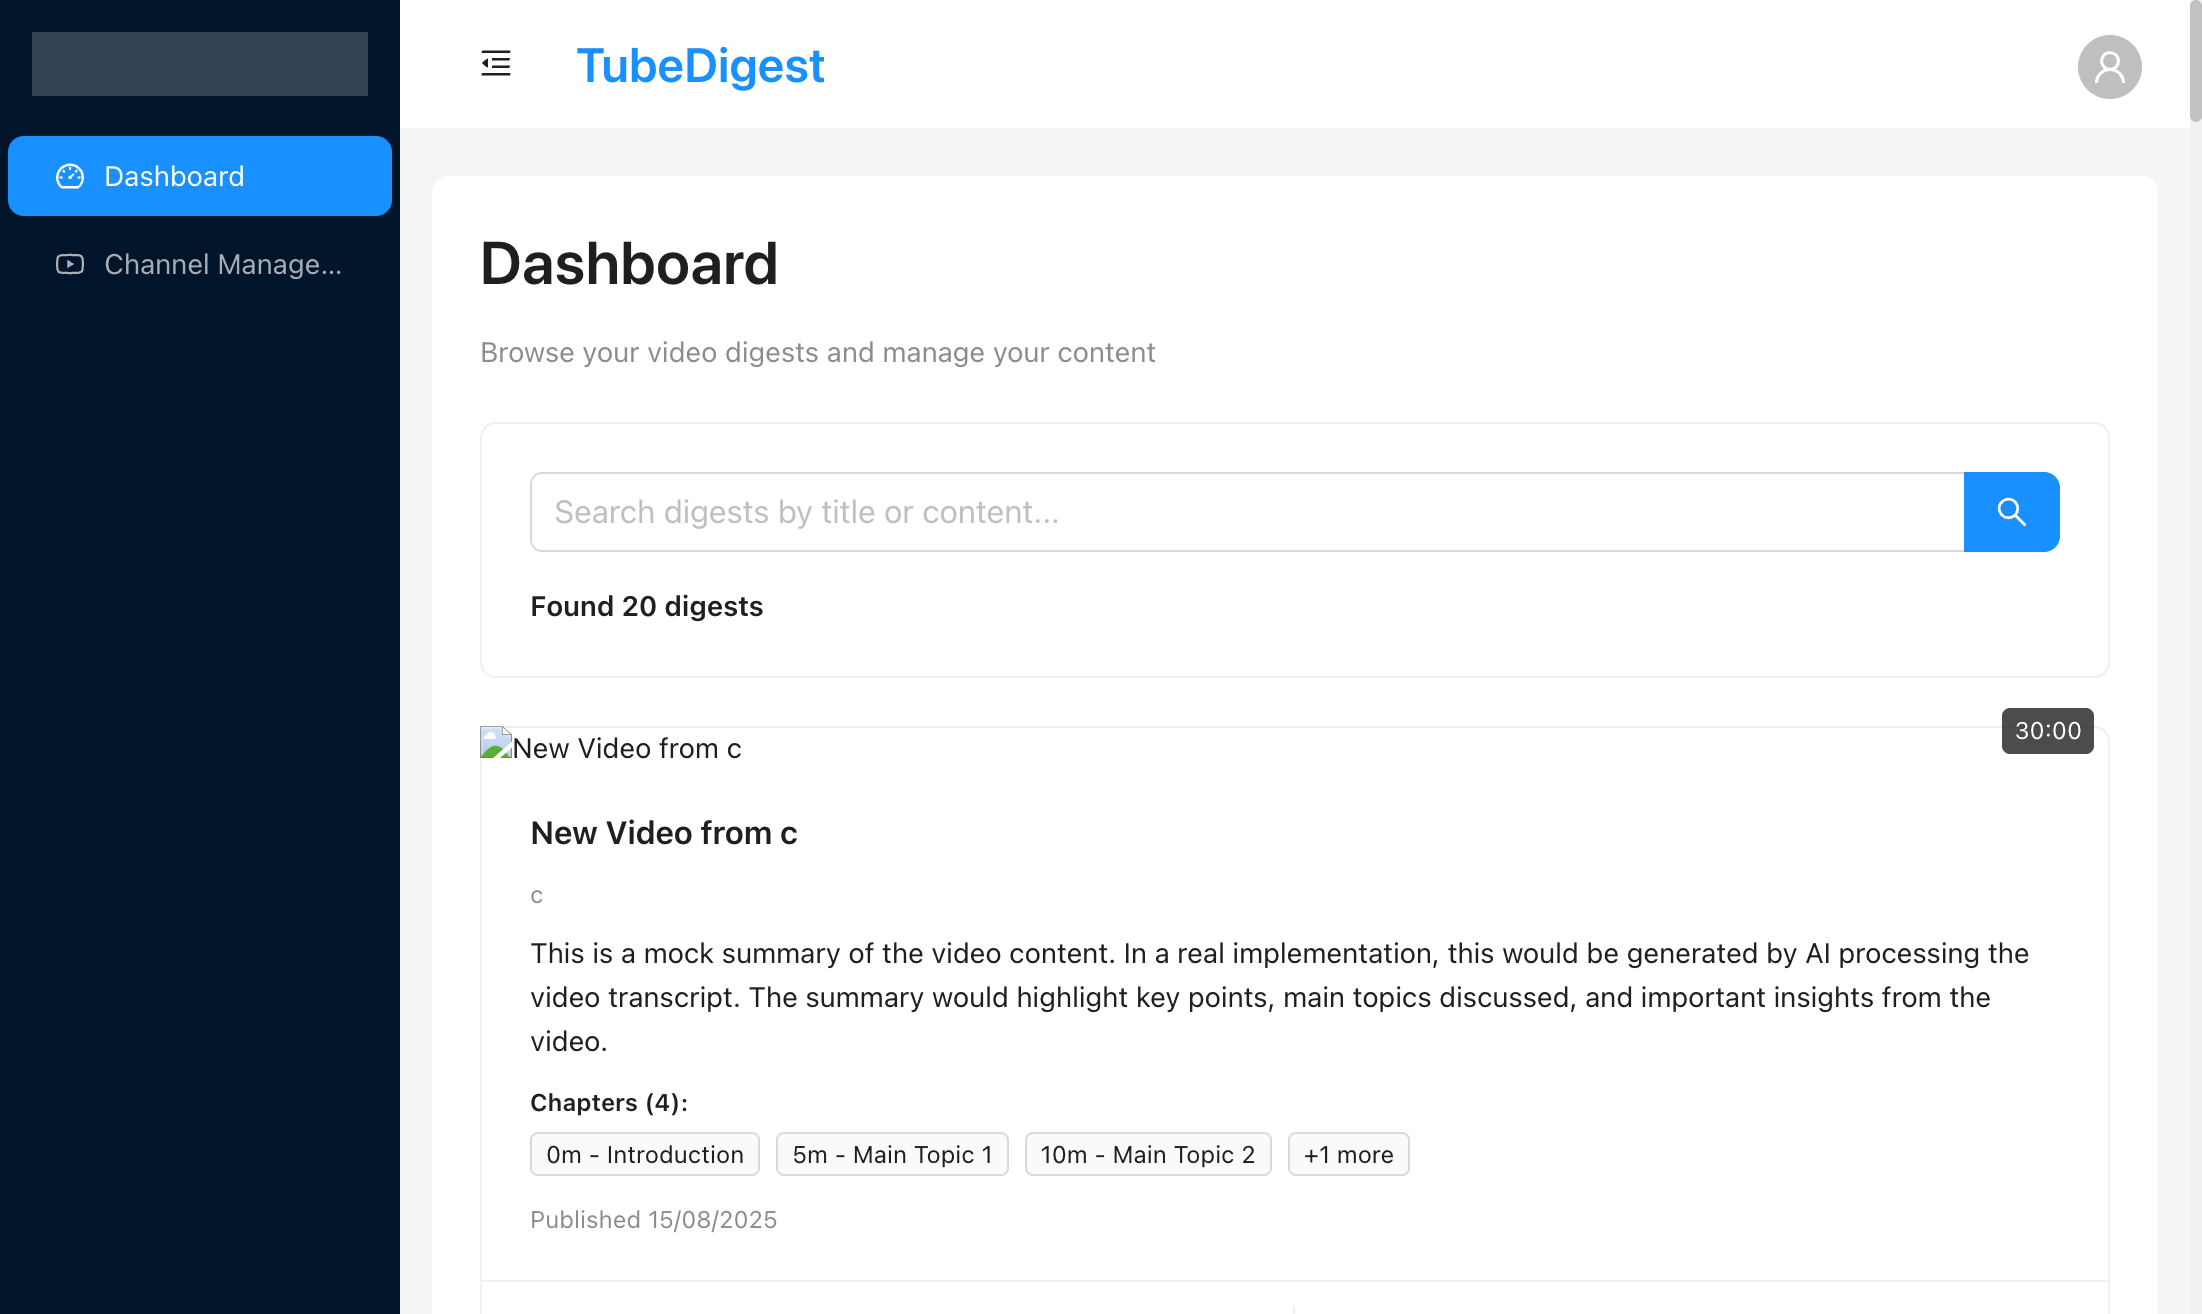 TubeDigest
Dashboard
Channel Manage...
Dashboard
Browse your video digests and manage your content
Search digests by title or content...
Found 20 digests
30:00
New Video from c
New Video from c
c
This is a mock summary of the video content. In a real implementation, this would be generated by AI processing the
video transcript. The summary would highlight key points, main topics discussed, and important insights from the
video.
Chapters (4):
0m - Introduction 5m - Main Topic 1 10m - Main Topic 2 +1 more
Published 15/08/2025